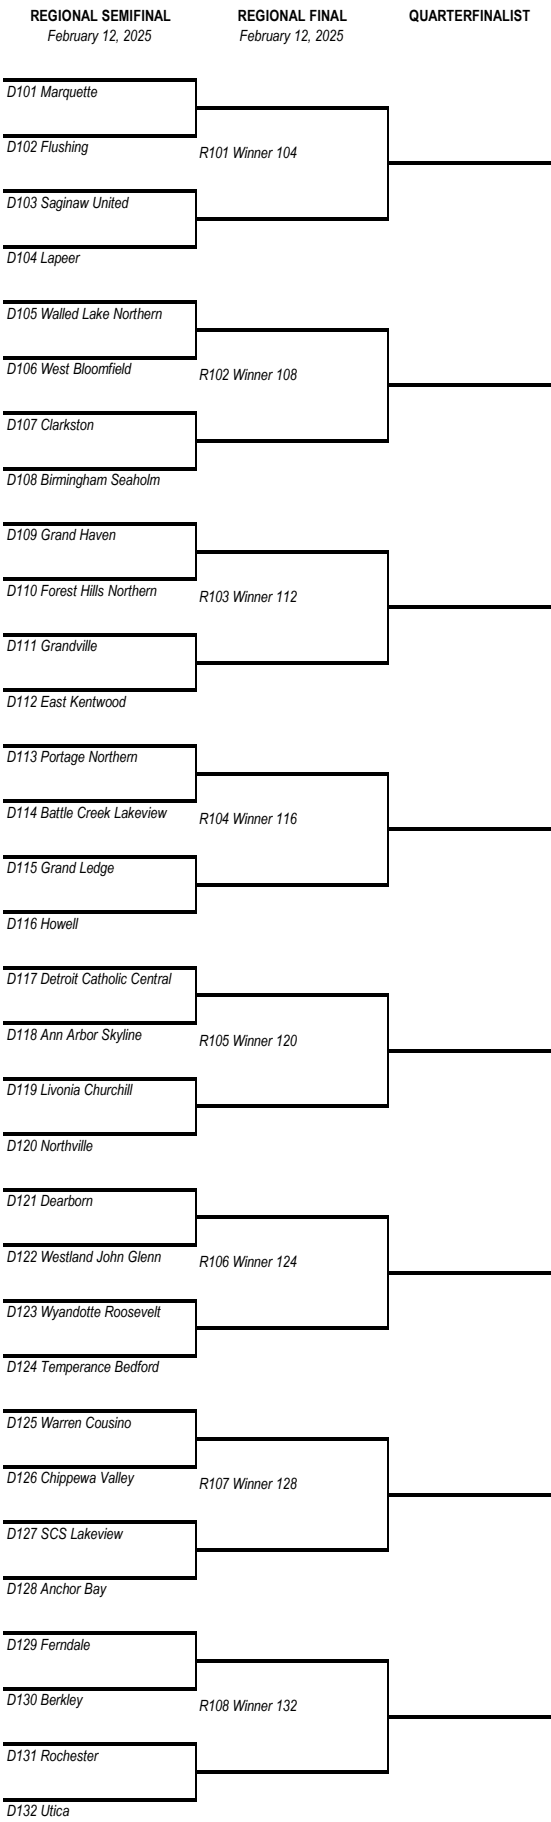 REGIONAL SEMIFINAL REGIONAL FINAL QUARTERFINALIST
February 12, 2025 February 12, 2025
D101 Marquette
D102 Flushing
R101 Winner 104
D103 Saginaw United
D104 Lapeer
D105 Walled Lake Northern
D106 West Bloomfield
R102 Winner 108
D107 Clarkston
D108 Birmingham Seaholm
D109 Grand Haven
D110 Forest Hills Northern
R103 Winner 112
D111 Grandville
D112 East Kentwood
D113 Portage Northern
D114 Battle Creek Lakeview
R104 Winner 116
D115 Grand Ledge
D116 Howell
D117 Detroit Catholic Central
D118 Ann Arbor Skyline
R105 Winner 120
D119 Livonia Churchill
D120 Northville
D121 Dearborn
D122 Westland John Glenn
R106 Winner 124
D123 Wyandotte Roosevelt
D124 Temperance Bedford
D125 Warren Cousino
D126 Chippewa Valley
R107 Winner 128
D127 SCS Lakeview
D128 Anchor Bay
D129 Ferndale
D130 Berkley
R108 Winner 132
D131 Rochester
D132 Utica